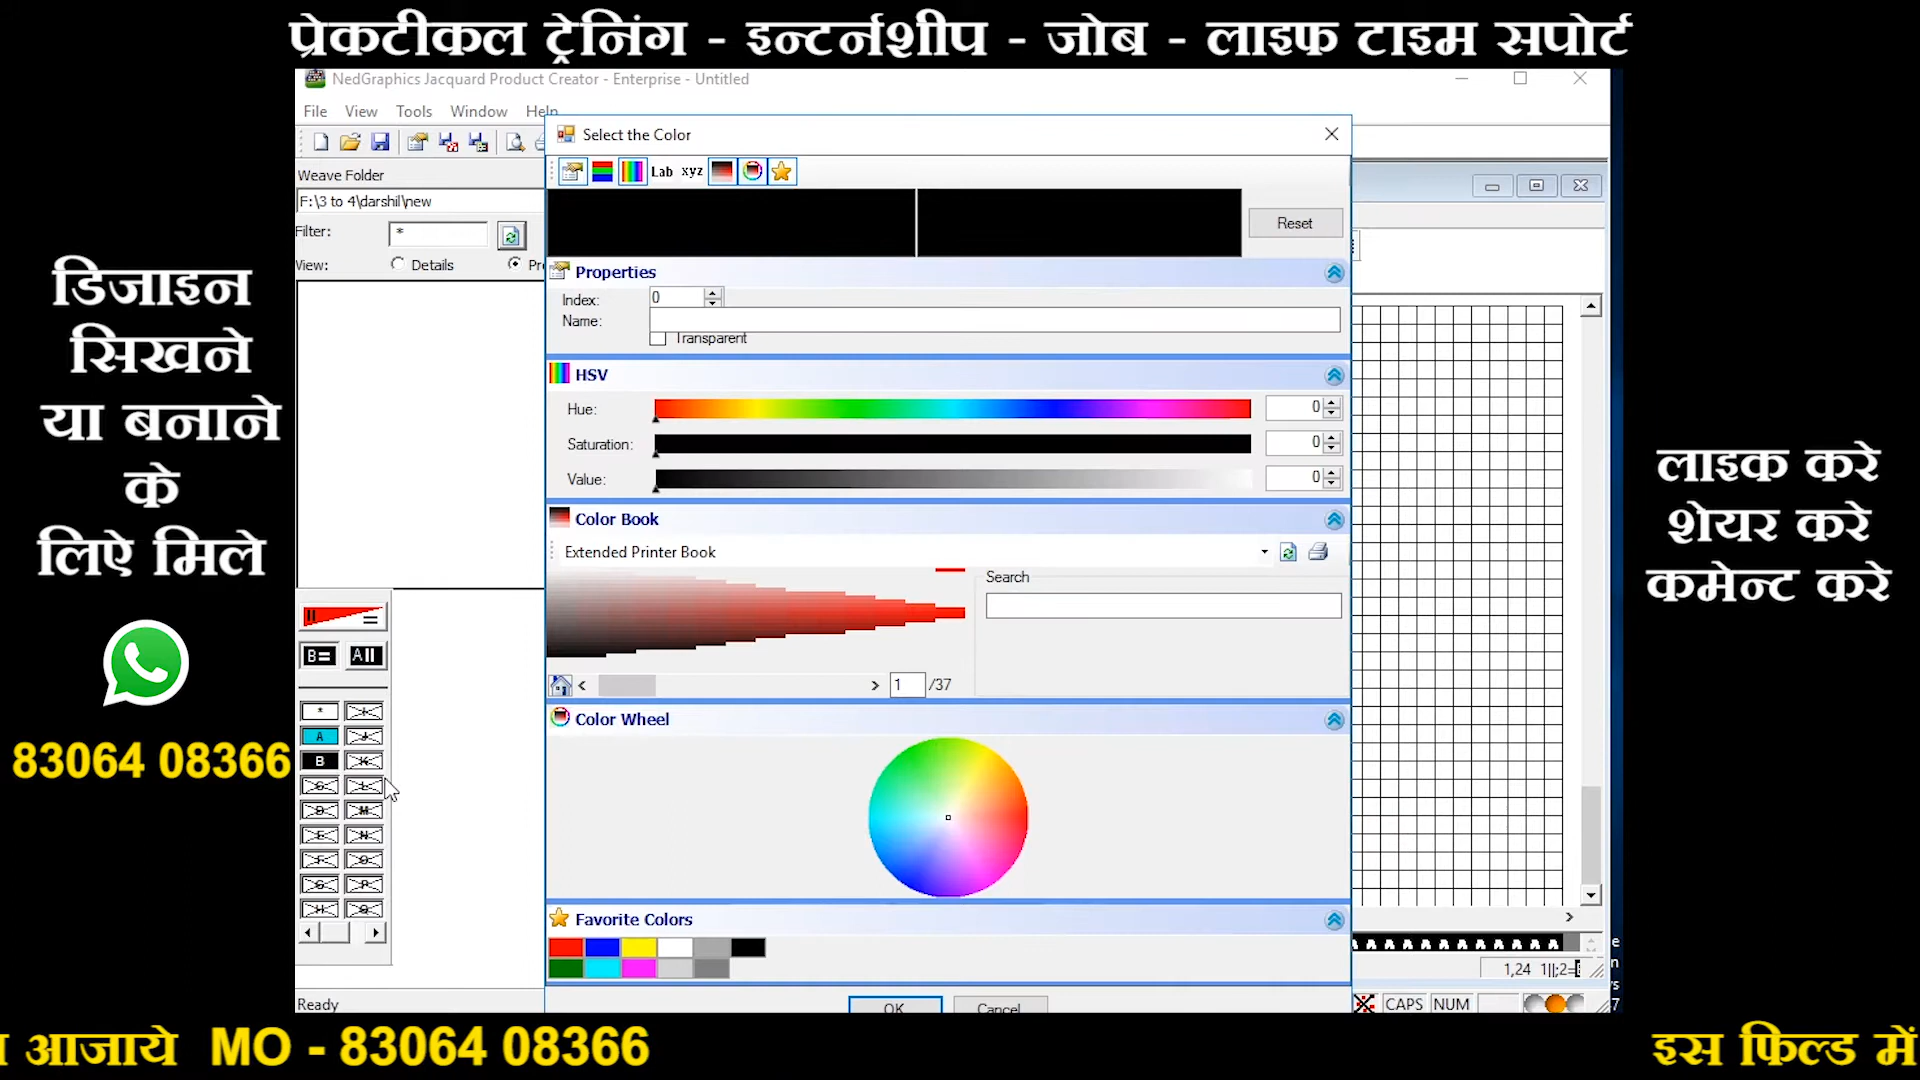 प्रेकटीकल ट्रेनिंग - इन्टर्नशीप - जोब - लाइफ टाइम सपोर्ट
NedGraphics Jacquard Product Creator - Enterprise - Untitled
File View Tools Window Help
Select the Color
Lab xyz
Weave Folder
F:\3 to 4\darshil\new
Filter: *
View: Details
Reset
Properties
Index: 0
Name:
Transparent
HSV
Hue: 0
Saturation: 0
Value: 0
Color Book
Extended Printer Book
Search
1 /37
Color Wheel
Favorite Colors
OK Cancel
B= A||
*
A
B
डिजाइन
सिखने
या बनाने
के
लिऐ मिले
83064 08366
लाइक करे
शेयर करे
कमेन्ट करे
Ready
CAPS NUM
आजाये MO - 83064 08366
इस फिल्ड में